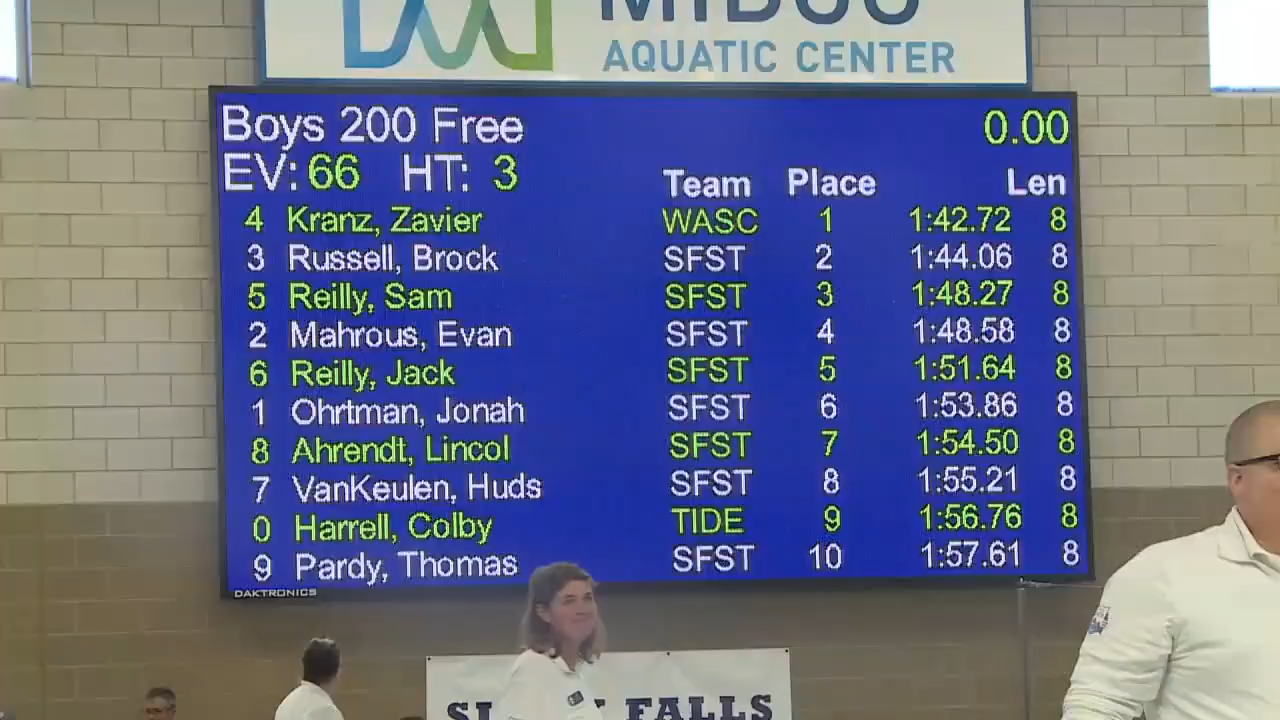 AQUATIC CENTER
Boys 200 Free 0.00
EV: 66 HT: 3
Team Place Len
4 Kranz, Zavier WASC 1 1:42.72 8
3 Russell, Brock SFST 2 1:44.06 8
5 Reilly, Sam SFST 3 1:48.27 8
2 Mahrous, Evan SFST 4 1:48.58 8
6 Reilly, Jack SFST 5 1:51.64 8
1 Ohrtman, Jonah SFST 6 1:53.86 8
8 Ahrendt, Lincol SFST 7 1:54.50 8
7 VanKeulen, Huds SFST 8 1:55.21 8
0 Harrell, Colby TIDE 9 1:56.76 8
9 Pardy, Thomas SFST 10 1:57.61 8
DAKTRONICS
FALLS